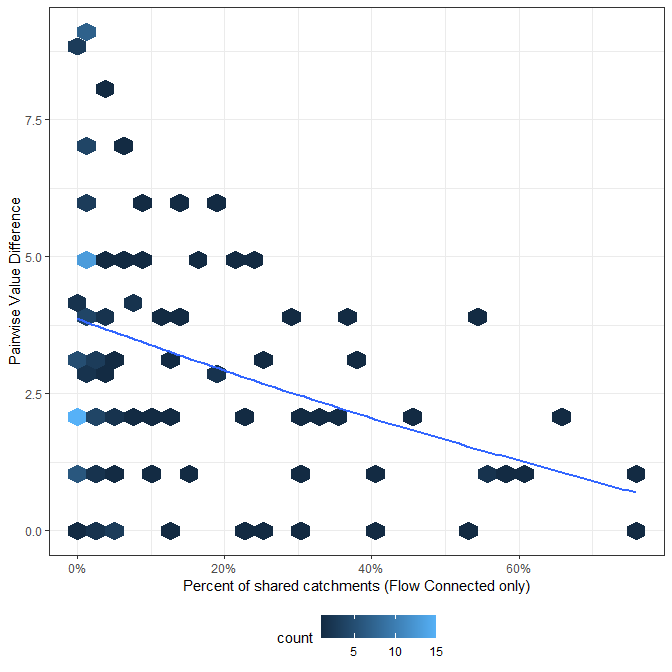 Pairwise Value Difference
7.5
5.0
2.5
0.0
0% 20% 40% 60%
Percent of shared catchments (Flow Connected only)
count
5 10 15